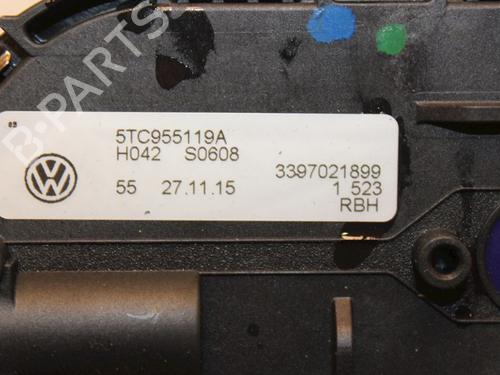 B-PARTS
5TC955119A
H042 S0608
55 27.11.15
3397021899
1 523
RBH